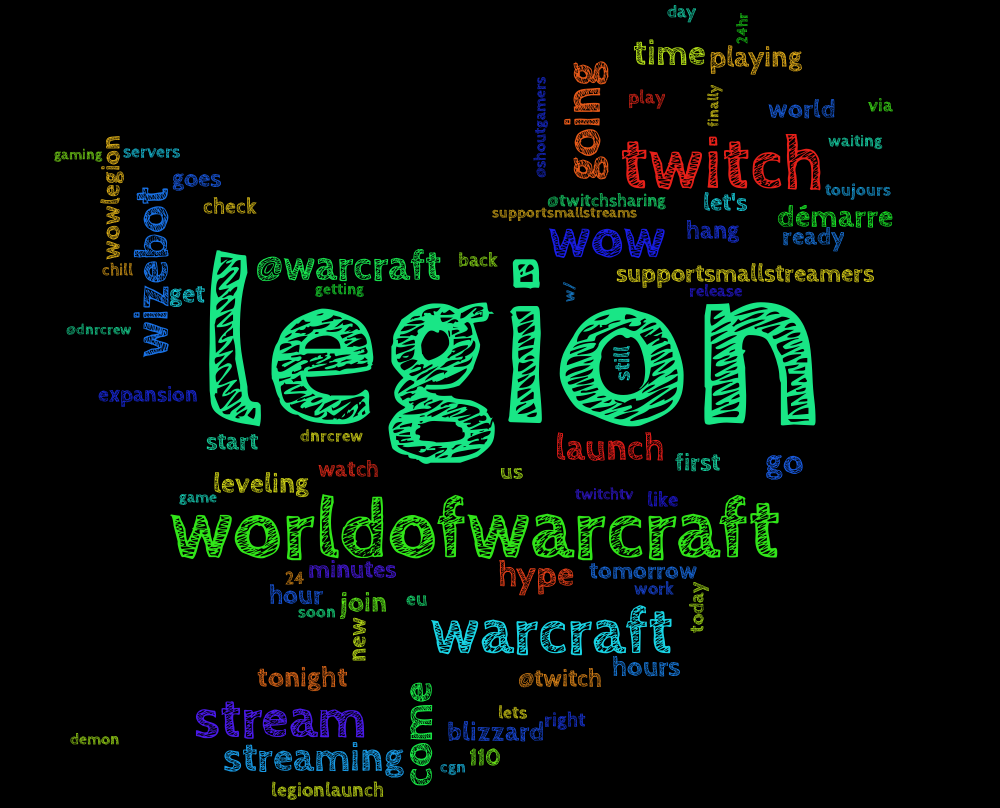 day
24hr
time
playing
going
oshoutgamers
play
finally
world
via
twitch
waiting
gaming
servers
wowlegion
goes
wizebot
check
toujours
@twitchsharing
let's
supportsmallstreams
démarre
wow
hang
ready
@warcraft
back
chill
getting
get
supportsmallstreamers
w/
release
@dnrcrew
legion
still
expansion
start
dnrcrew
launch
first
go
watch
us
leveling
game
twitchtv
like
worldofwarcraft
minutes
24
hype
tomorrow
hour
work
soon
join
eu
today
new
warcraft
hours
tonight
@twitch
come
stream
lets
right
blizzard
demon
streaming
cgn
110
legionlaunch